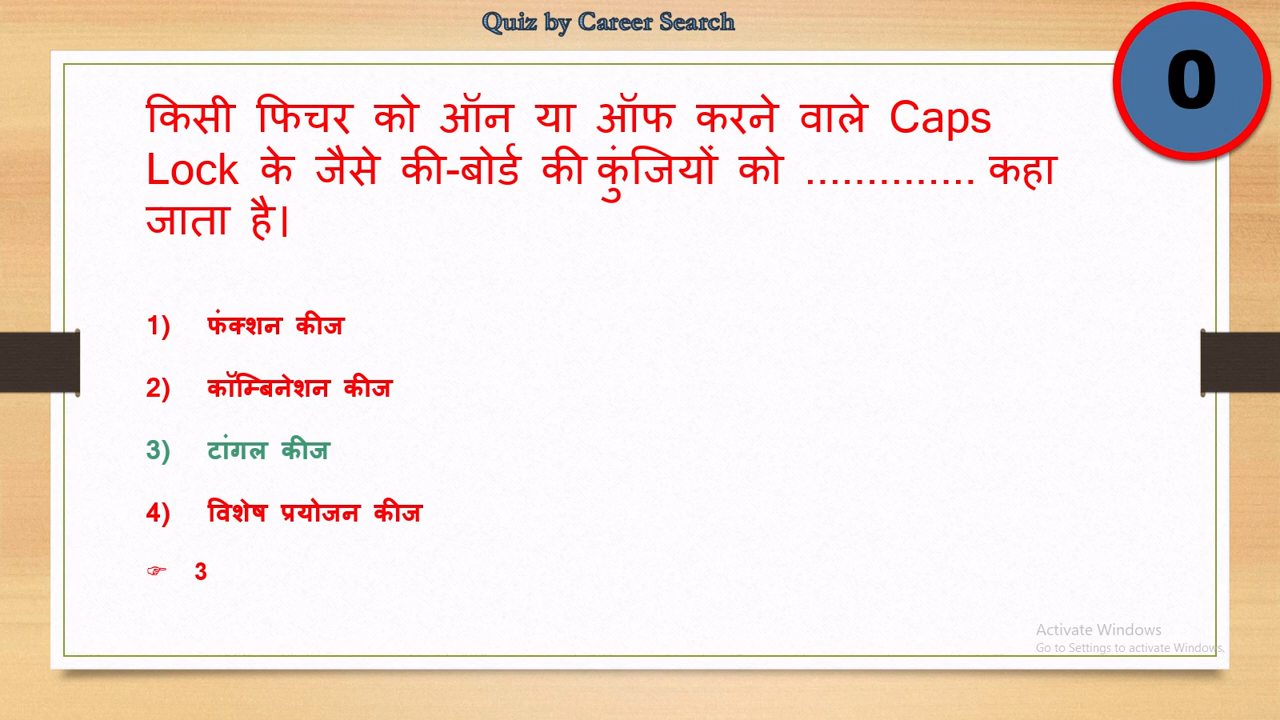 Quiz by Career Search
0
किसी फिचर को ऑन या ऑफ करने वाले Caps
Lock के जैसे की-बोर्ड की कुंजियों को .............. कहा
जाता है।
1) फंक्शन कीज
2) कॉम्बिनेशन कीज
3) टांगल कीज
4) विशेष प्रयोजन कीज
☞ 3
Activate Windows
Go to Settings to activate Windows.